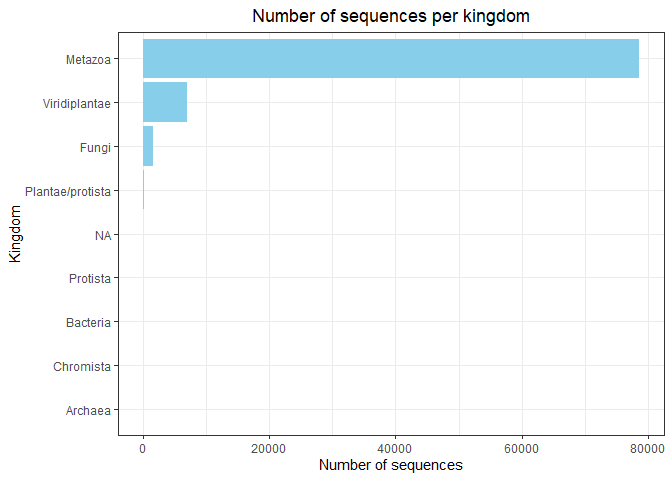 Number of sequences per kingdom
Kingdom
Metazoa
Viridiplantae
Fungi
Plantae/protista
NA
Protista
Bacteria
Chromista
Archaea
0 20000 40000 60000 80000
Number of sequences